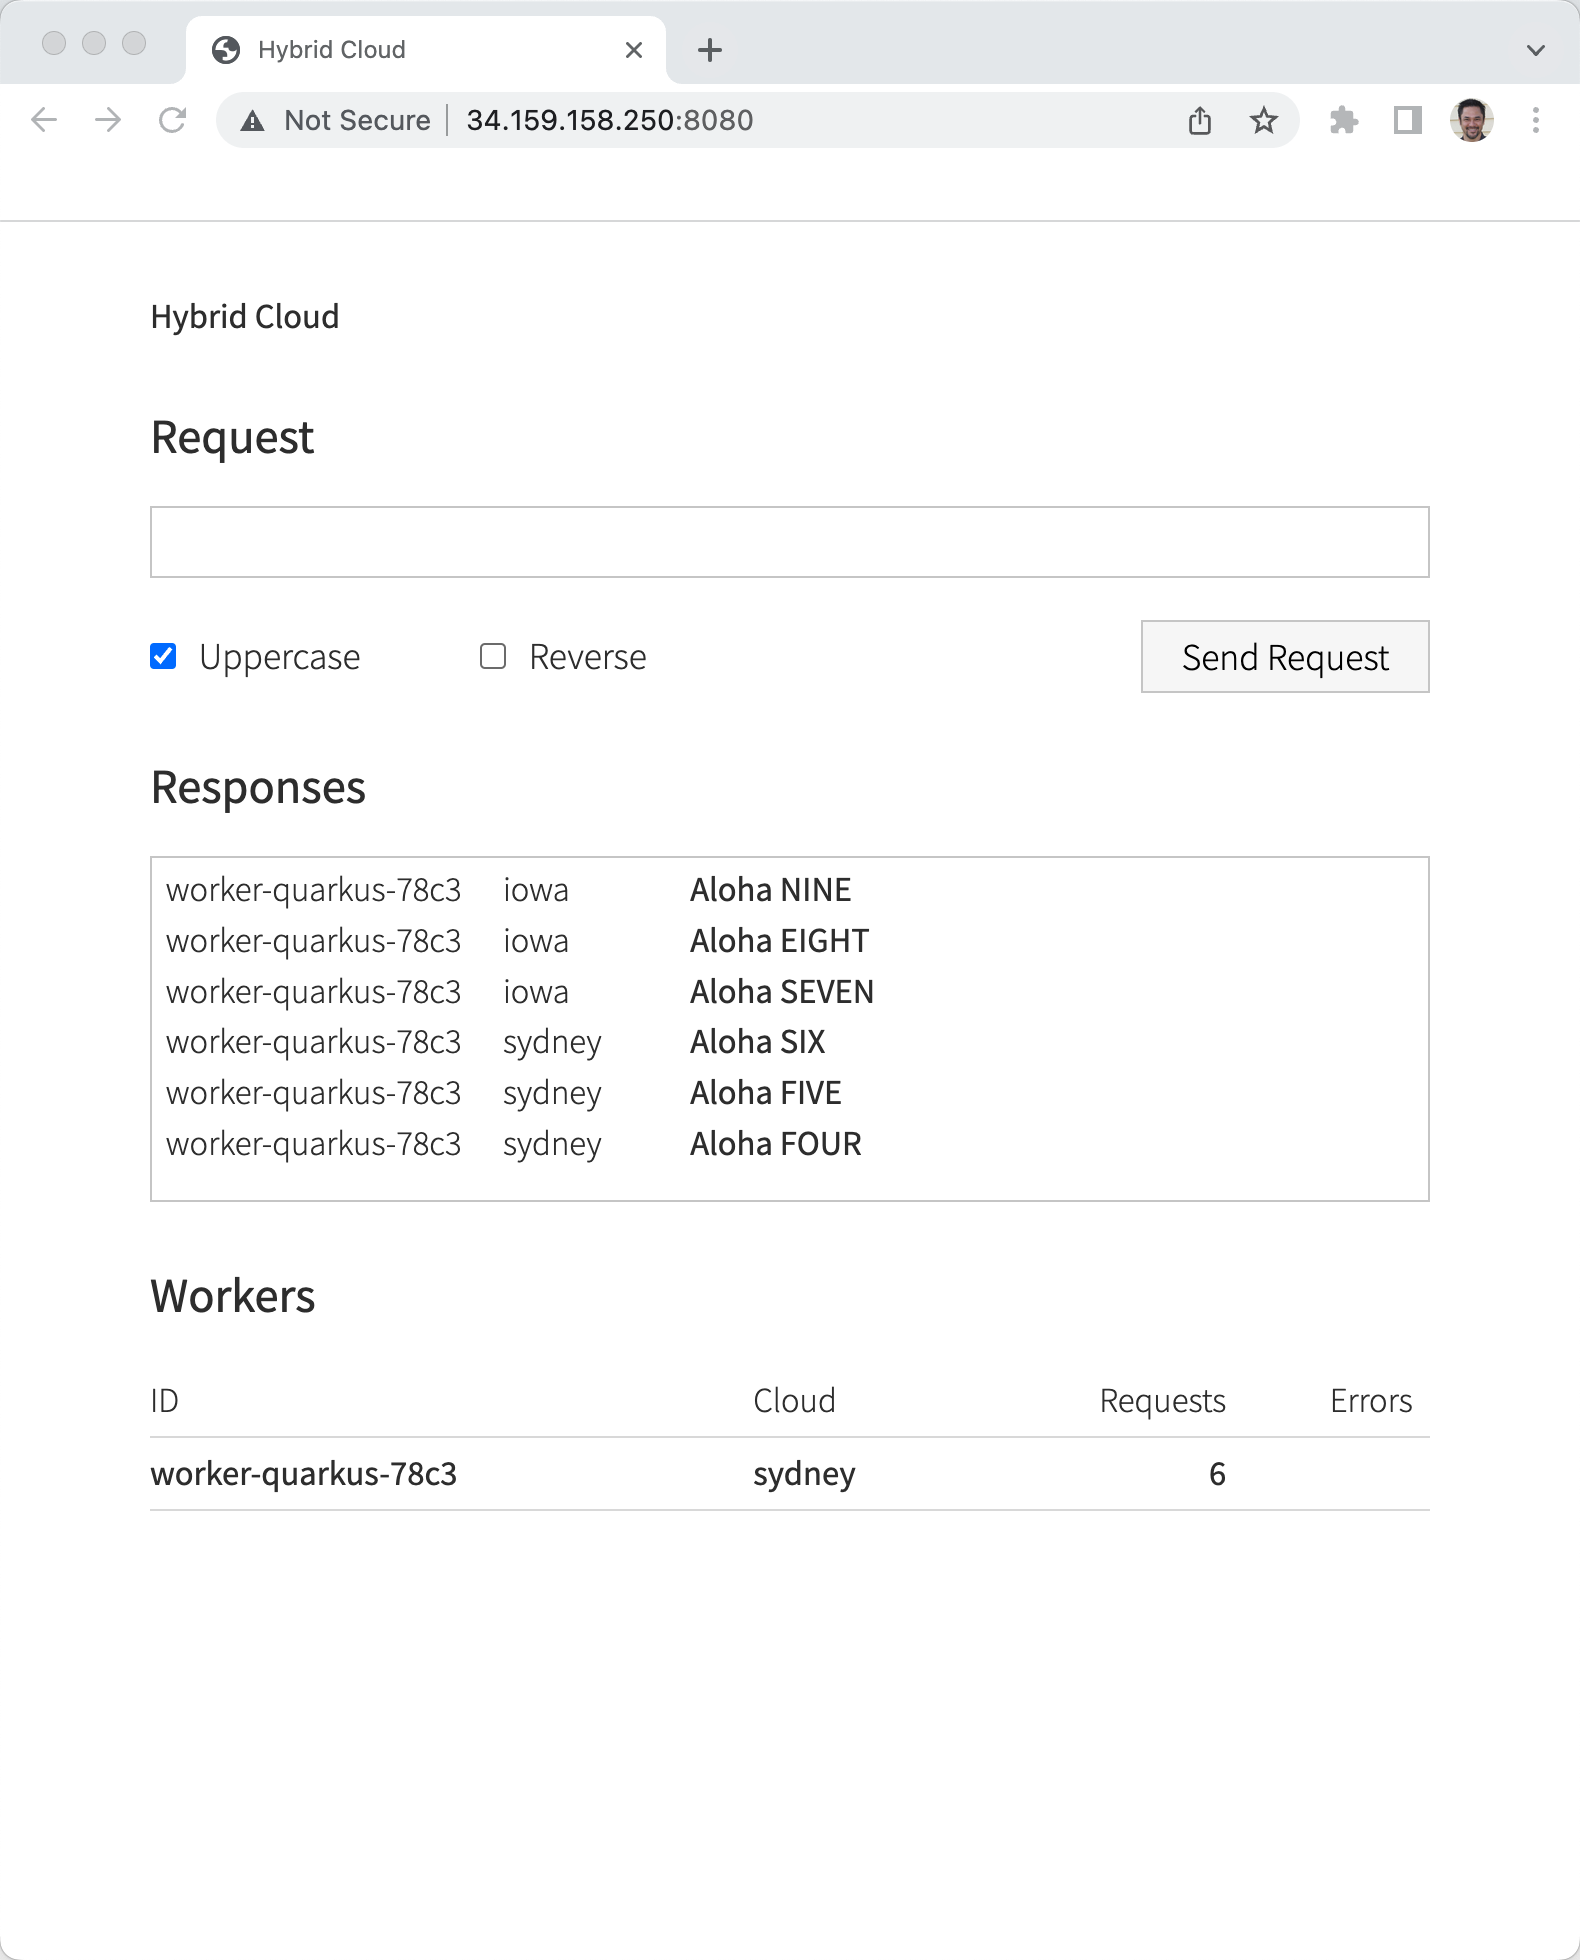 Hybrid Cloud
Not Secure 34.159.158.250:8080
Hybrid Cloud
Request
Uppercase Reverse Send Request
Responses
worker-quarkus-78c3 iowa Aloha NINE
worker-quarkus-78c3 iowa Aloha EIGHT
worker-quarkus-78c3 iowa Aloha SEVEN
worker-quarkus-78c3 sydney Aloha SIX
worker-quarkus-78c3 sydney Aloha FIVE
worker-quarkus-78c3 sydney Aloha FOUR
Workers
ID Cloud Requests Errors
worker-quarkus-78c3 sydney 6